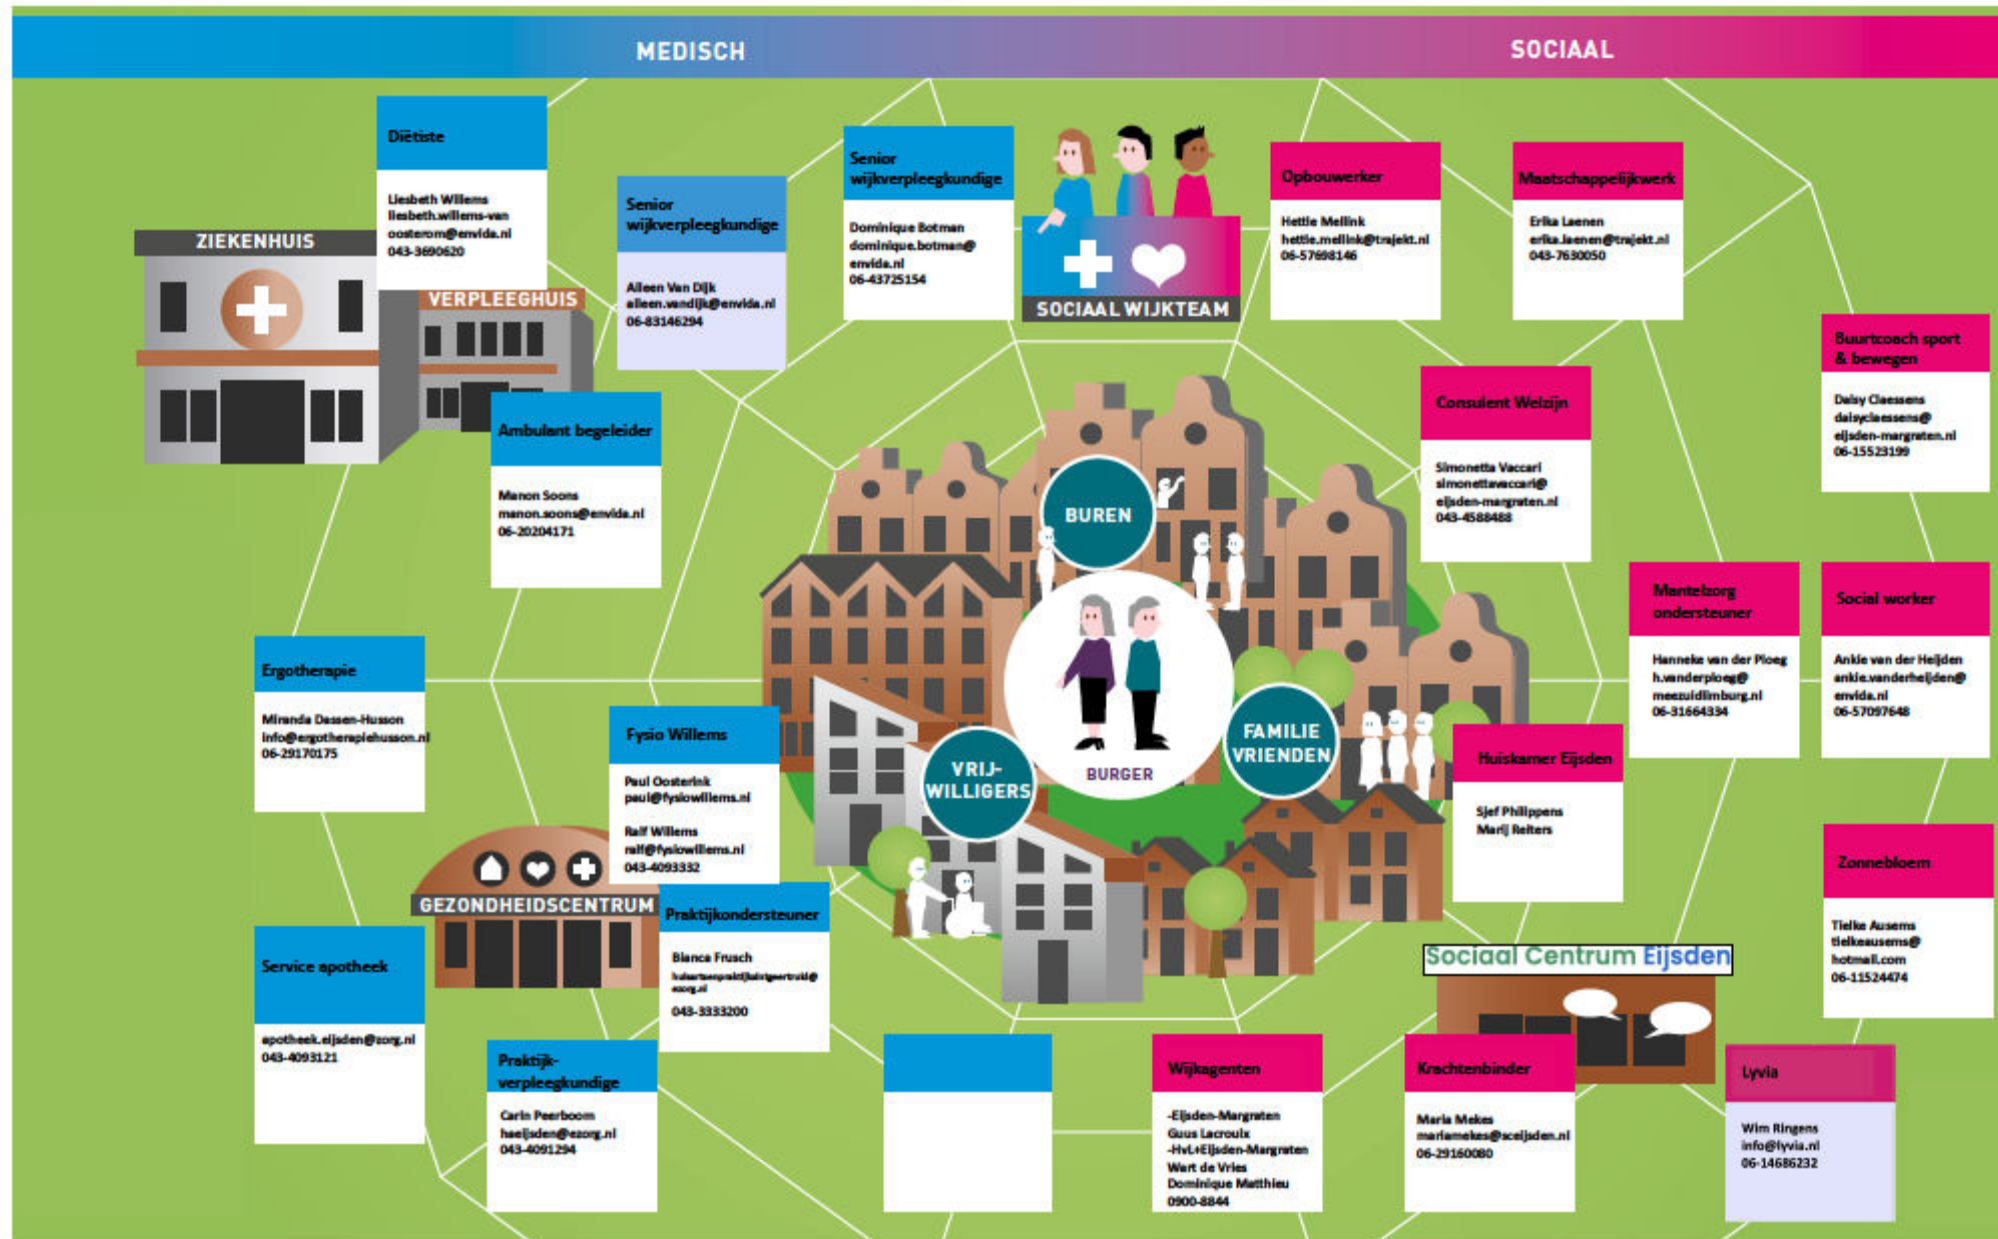 MEDISCH
SOCIAAL
Diëtiste
Liesbeth Willems
liesbeth.willems-van
oosterom@envida.nl
043-3690620
ZIEKENHUIS
VERPLEEGHUIS
Senior
wijkverpleegkundige
Aileen Van Dijk
aileen.vandijk@envida.nl
06-83146294
Senior
wijkverpleegkundige
Dominique Botman
dominique.botman@
envida.nl
06-43725154
SOCIAAL WIJKTEAM
Opbouwerker
Hettie Mellink
hettie.mellink@trajekt.nl
06-57698146
Maatschappelijkwerk
Erika Laenen
erika.laenen@trajekt.nl
043-7630050
Buurtcoach sport
& bewegen
Daisy Claessens
daisyclaessens@
eijsden-margraten.nl
06-15523199
Ambulant begeleider
Manon Soons
manon.soons@envida.nl
06-20204171
Consulent Welzijn
Simonetta Vaccari
simonettavaccari@
eijsden-margraten.nl
043-4588488
BUREN
BURGER
VRIJ-
WILLIGERS
FAMILIE
VRIENDEN
Mantelzorg
ondersteuner
Hanneke van der Ploeg
h.vanderploeg@
meezuidlimburg.nl
06-31664334
Social worker
Ankie van der Heijden
ankie.vanderheijden@
envida.nl
06-57097648
Ergotherapie
Miranda Dassen-Husson
info@ergotherapiehusson.nl
06-29170175
Fysio Willems
Paul Oosterink
paul@fysiowillems.nl
Ralf Willems
ralf@fysiowillems.nl
043-4093332
Huiskamer Eijsden
Sjef Philippens
Marij Reiters
Zonnebloem
Tielke Ausems
tielkeausems@
hotmail.com
06-11524474
GEZONDHEIDSCENTRUM
Praktijkondersteuner
Bianca Frusch
huisartsenpraktijksintgeertruid@
ezorg.nl
043-3333200
Service apotheek
apotheek.eijsden@zorg.nl
043-4093121
Praktijk-
verpleegkundige
Carin Peerboom
haeijsden@ezorg.nl
043-4091294
Sociaal Centrum Eijsden
Wijkagenten
-Eijsden-Margraten
Guus Lacroulx
-HvL+Eijsden-Margraten
Wart de Vries
Dominique Matthieu
0900-8844
Krachtenbinder
Maria Mekes
mariamekes@sceijsden.nl
06-29160080
Lyvia
Wim Ringens
info@lyvia.nl
06-14686232